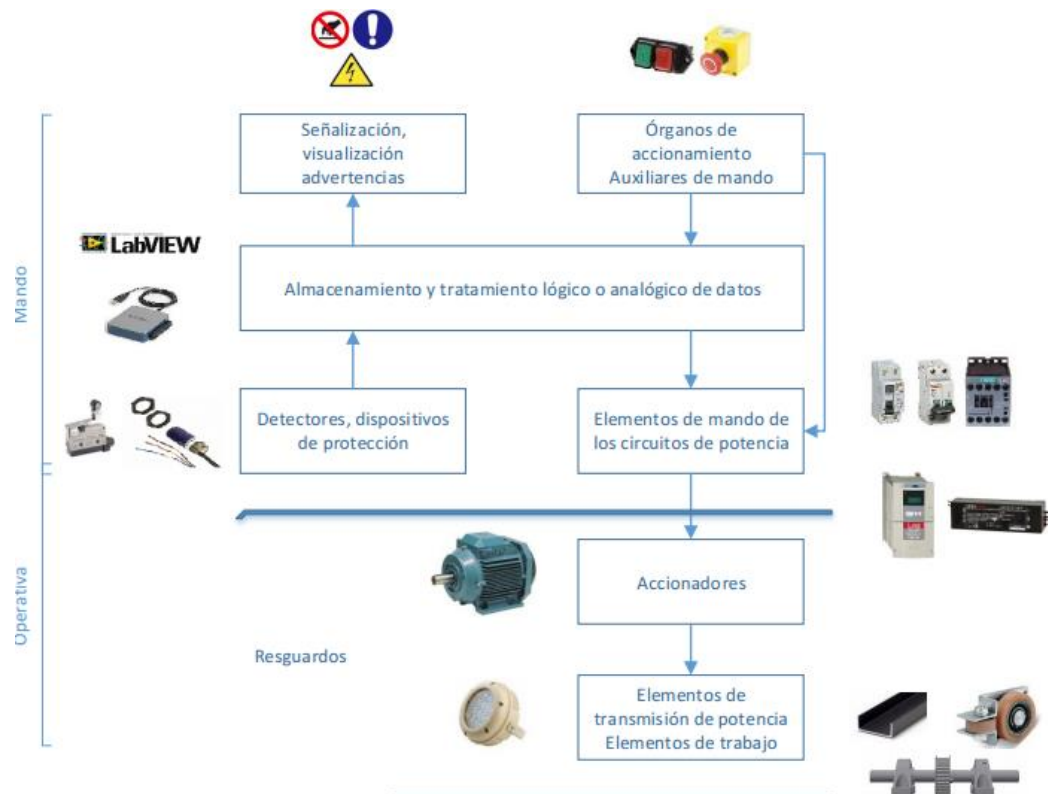 Señalización,
visualización
advertencias
Órganos de
accionamiento
Auxiliares de mando
LabVIEW
Mando
Almacenamiento y tratamiento lógico o analógico de datos
Detectores, dispositivos
de protección
Elementos de mando de
los circuitos de potencia
Operativa
Accionadores
Resguardos
Elementos de
transmisión de potencia
Elementos de trabajo